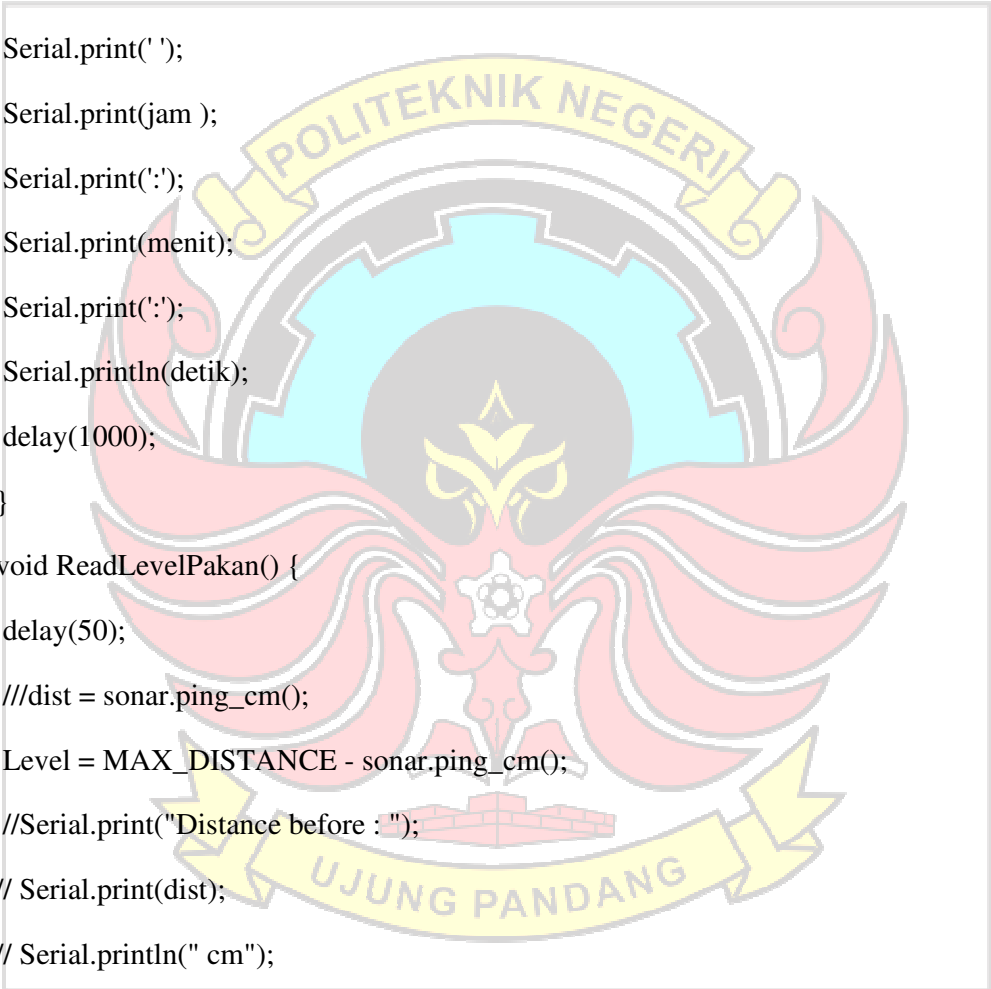 Serial.print(' ');
Serial.print(jam );
Serial.print(':');
Serial.print(menit);
Serial.print(':');
Serial.println(detik);
delay(1000);
}
void ReadLevelPakan() {
delay(50);
///dist = sonar.ping_cm();
Level = MAX_DISTANCE - sonar.ping_cm();
//Serial.print("Distance before : ");
// Serial.print(dist);
// Serial.println(" cm");
POLITEKNIK NEGERI
UJUNG PANDANG